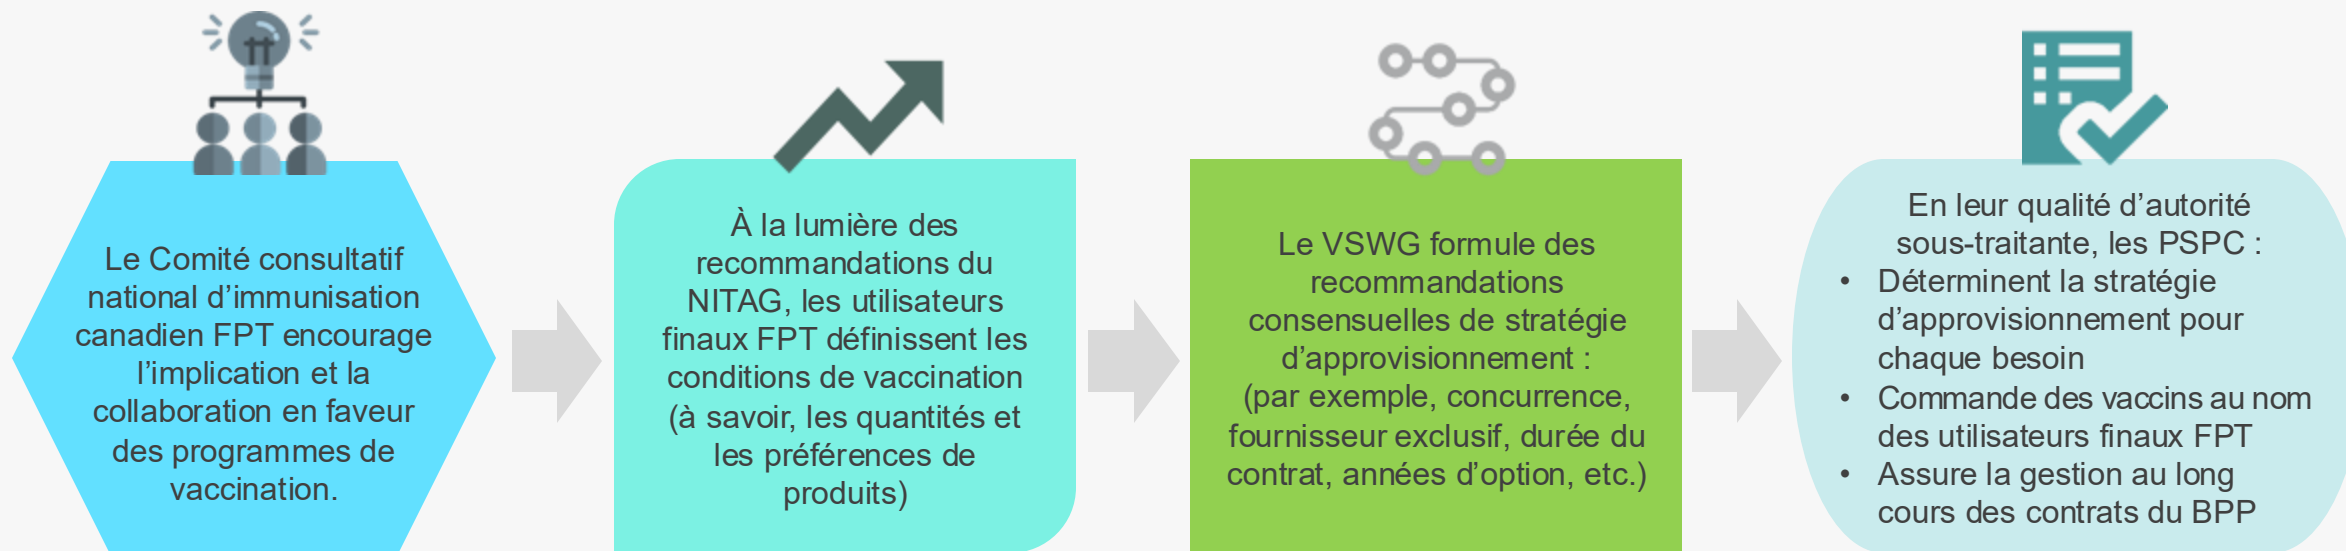 Le Comité consultatif
national d’immunisation
canadien FPT encourage
l’implication et la
collaboration en faveur
des programmes de
vaccination.
À la lumière des
recommandations du
NITAG, les utilisateurs
finaux FPT définissent les
conditions de vaccination
(à savoir, les quantités et
les préférences de
produits)
Le VSWG formule des
recommandations
consensuelles de stratégie
d’approvisionnement :
(par exemple, concurrence,
fournisseur exclusif, durée du
contrat, années d’option, etc.)
En leur qualité d’autorité
sous-traitante, les PSPC :
• Déterminent la stratégie
d’approvisionnement pour
chaque besoin
• Commande des vaccins au nom
des utilisateurs finaux FPT
• Assure la gestion au long
cours des contrats du BPP